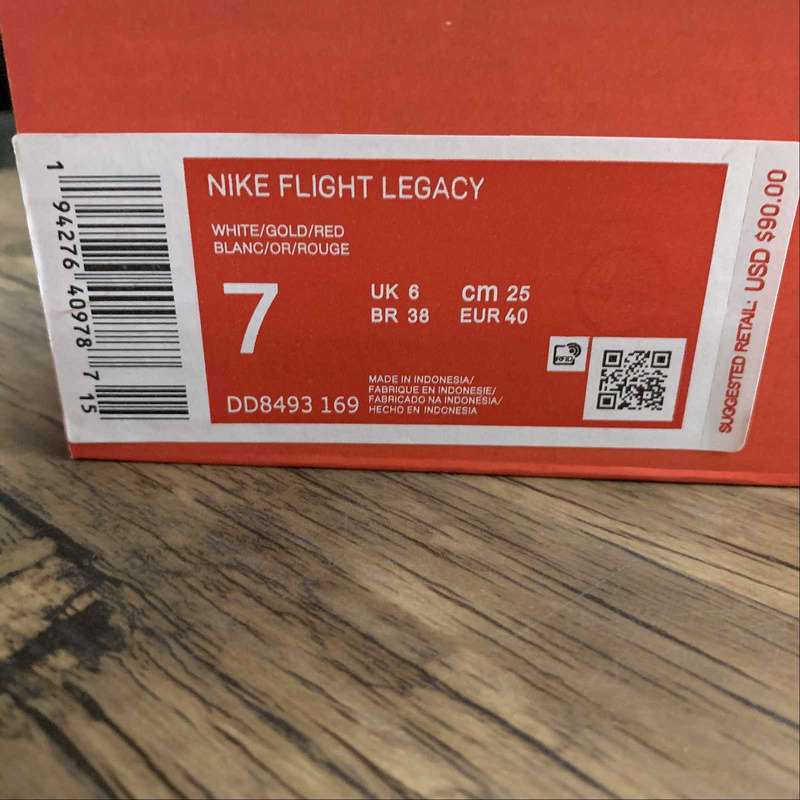 1 94276 40978 7 15
NIKE FLIGHT LEGACY
WHITE/GOLD/RED
BLANC/OR/ROUGE
7
UK 6 cm 25
BR 38 EUR 40
RFID
DD8493 169
MADE IN INDONESIA/
FABRIQUE EN INDONESIE/
FABRICADO NA INDONESIA/
HECHO EN INDONESIA
SUGGESTED RETAIL: USD $90.00